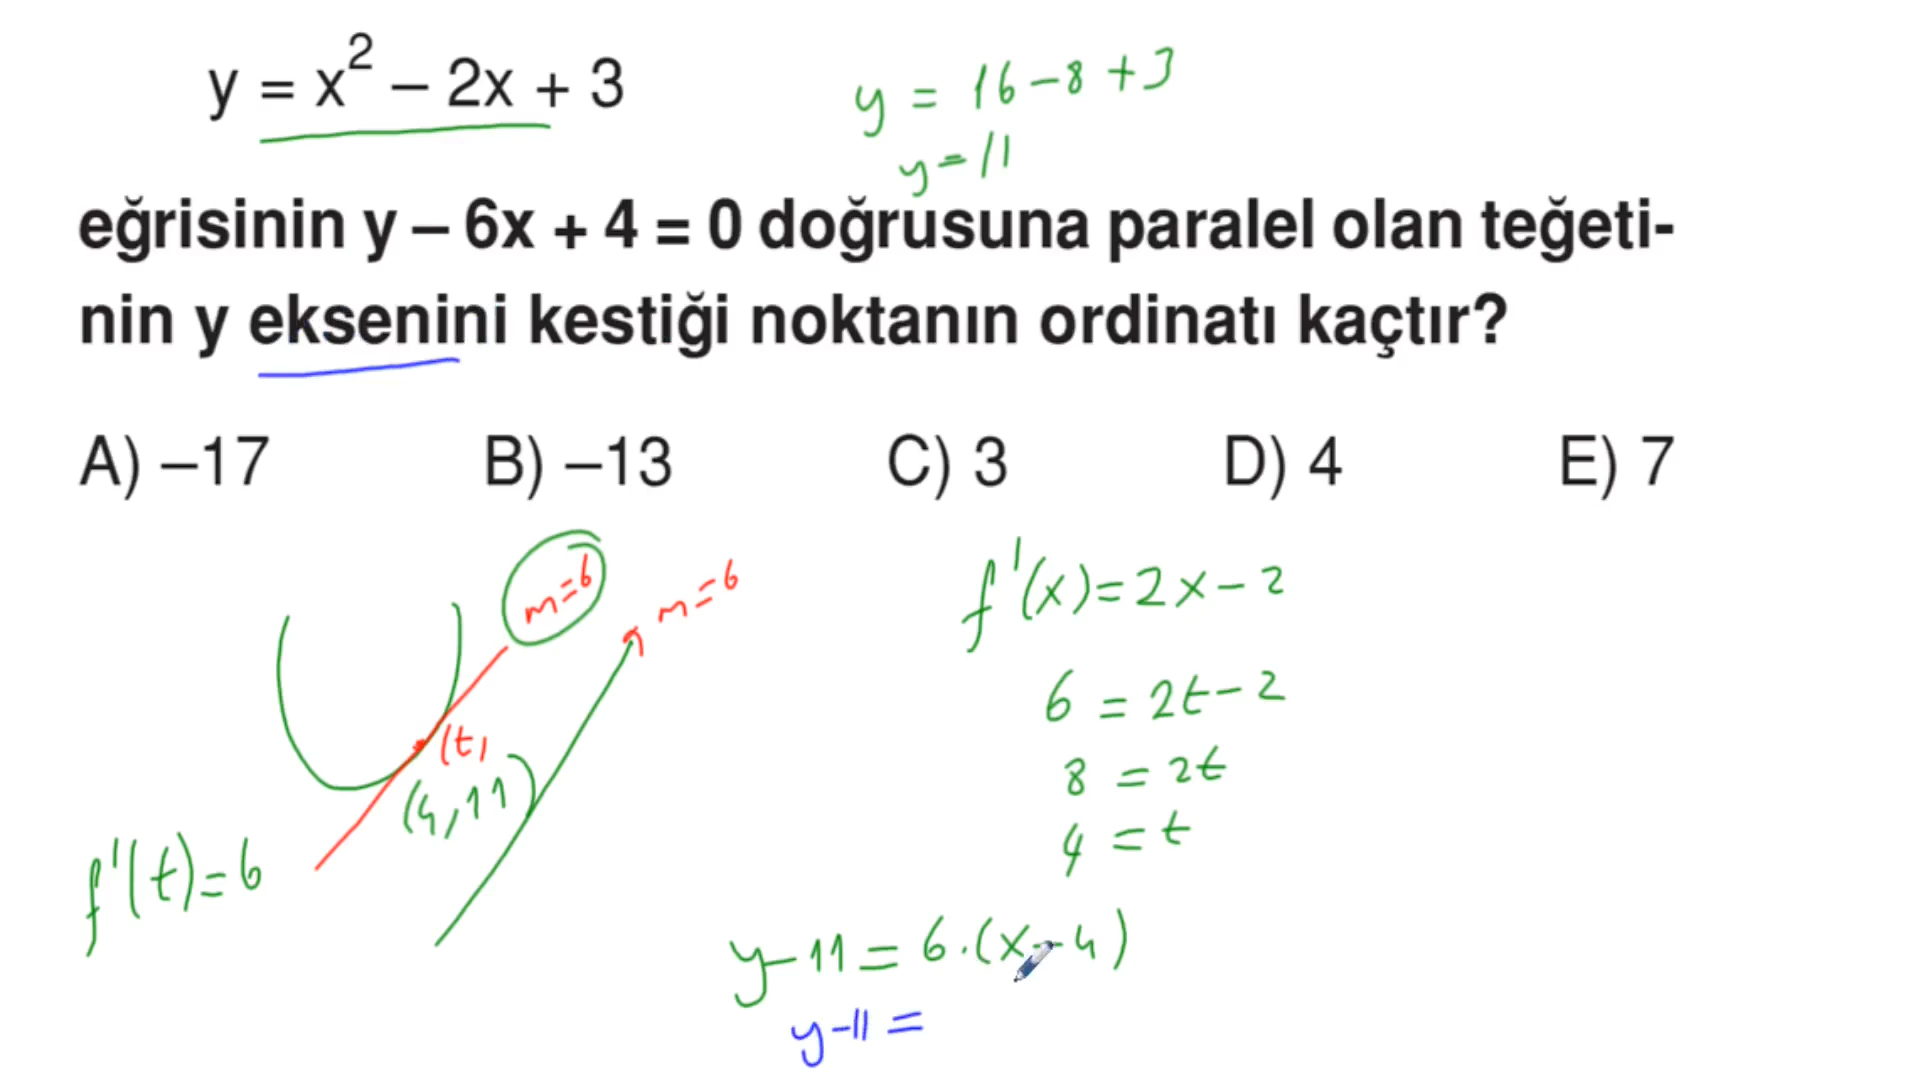 y = x² – 2x + 3
y = 16 – 8 + 3
y = 11
eğrisinin y – 6x + 4 = 0 doğrusuna paralel olan teğeti-
nin y eksenini kestiği noktanın ordinatı kaçtır?
A) –17 B) –13 C) 3 D) 4 E) 7
m = 6
m = 6
(t,
(4, 11)
f'(t) = 6
f'(x) = 2x – 2
6 = 2t – 2
8 = 2t
4 = t
y – 11 = 6 · (x – 4)
y – 11 =